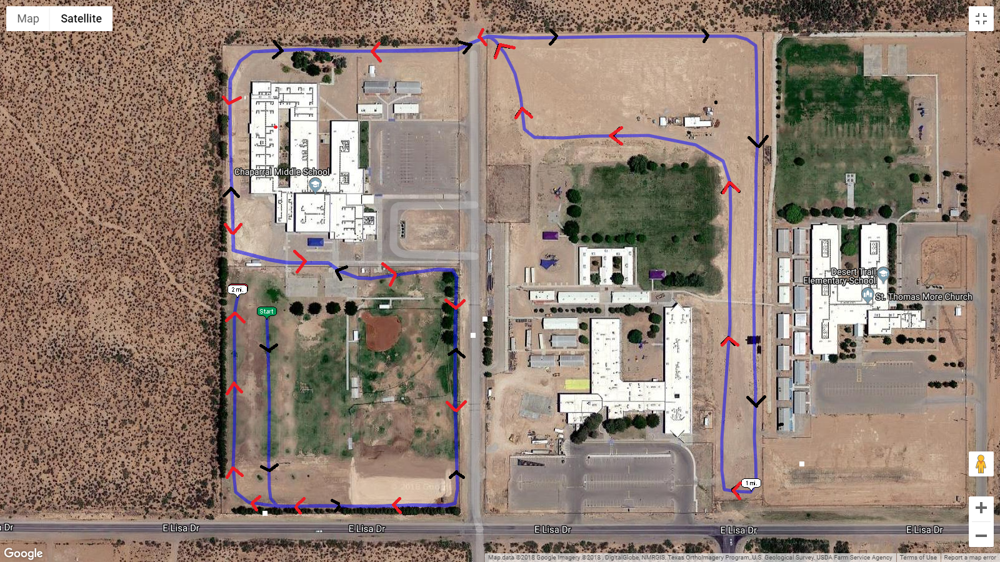 Map
Satellite
Chaparral Middle School
Desert Trail
Elementary School
St. Thomas More Church
2 mi.
Start
1 mi.
E Lisa Dr
E Lisa Dr
E Lisa Dr
E Lisa Dr
E Lisa Dr
Google
Map data ©2018 Google Imagery ©2018 , DigitalGlobe, NMRGIS, Texas Orthoimagery Program, U.S. Geological Survey, USDA Farm Service Agency
Terms of Use
Report a map error